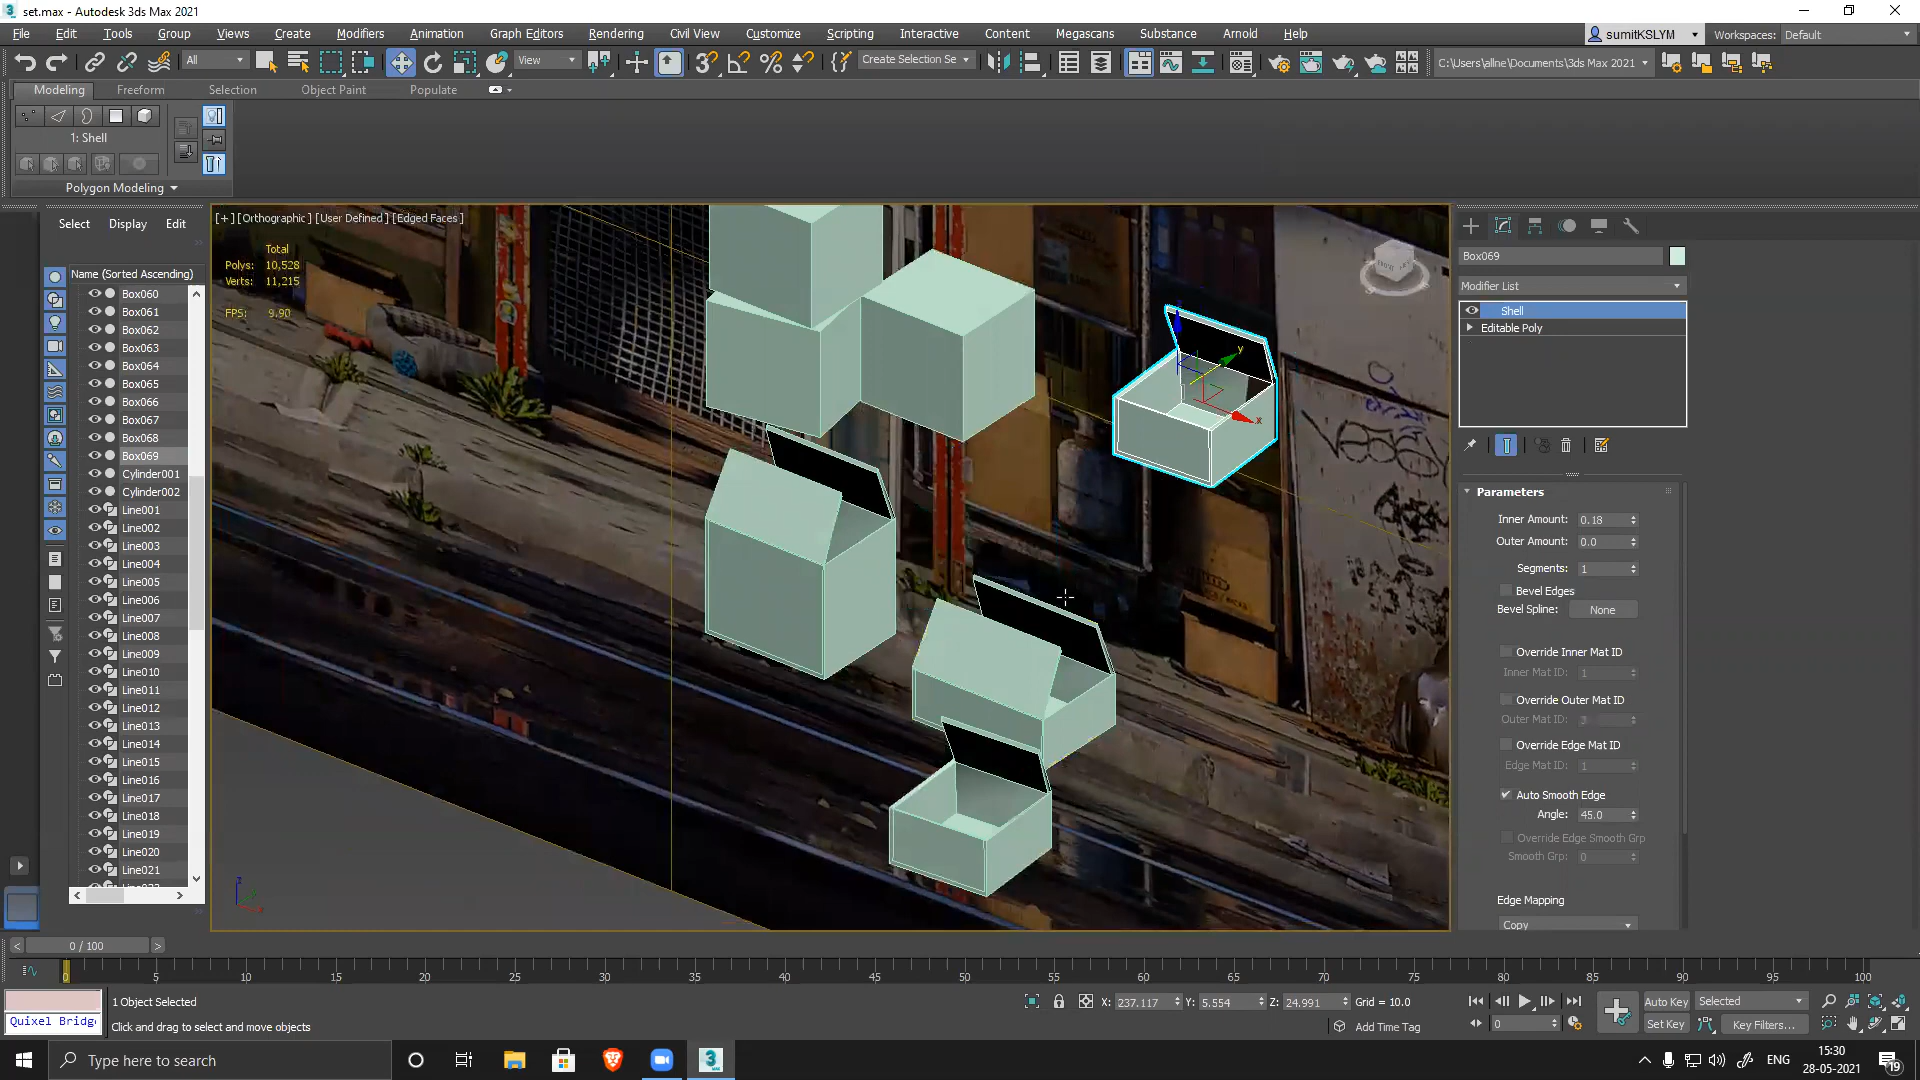 set.max - Autodesk 3ds Max 2021
File Edit Tools Group Views Create Modifiers Animation Graph Editors Rendering Civil View Customize Scripting Interactive Content Megascans Substance Arnold Help
sumitKSLYM
Workspaces: Default
All
View
Create Selection Se
C:\Users\allne\Documents\3ds Max 2021
Modeling Freeform Selection Object Paint Populate
1: Shell
Polygon Modeling
Select Display Edit
Name (Sorted Ascending)
Box060
Box061
Box062
Box063
Box064
Box065
Box066
Box067
Box068
Box069
Cylinder001
Cylinder002
Line001
Line002
Line003
Line004
Line005
Line006
Line007
Line008
Line009
Line010
Line011
Line012
Line013
Line014
Line015
Line016
Line017
Line018
Line019
Line020
Line021
[+] [Orthographic] [User Defined] [Edged Faces]
Total
Polys: 10,528
Verts: 11,215
FPS: 9.90
y
x
Box069
Modifier List
Shell
Editable Poly
Parameters
Inner Amount: 0.18
Outer Amount: 0.0
Segments: 1
Bevel Edges
Bevel Spline: None
Override Inner Mat ID
Inner Mat ID: 1
Override Outer Mat ID
Outer Mat ID: 3
Override Edge Mat ID
Edge Mat ID: 1
Auto Smooth Edge
Angle: 45.0
Override Edge Smooth Grp
Smooth Grp: 0
Edge Mapping
Copy
0 / 100
0 5 10 15 20 25 30 35 40 45 50 55 60 65 70 75 80 85 90 95 100
1 Object Selected
X: 237.117 Y: 5.554 Z: 24.991 Grid = 10.0
Auto Key Selected
Quixel Bridg
Click and drag to select and move objects
Add Time Tag
0
Set Key Key Filters...
Type here to search
3
MAX
ENG
15:30
28-05-2021
19